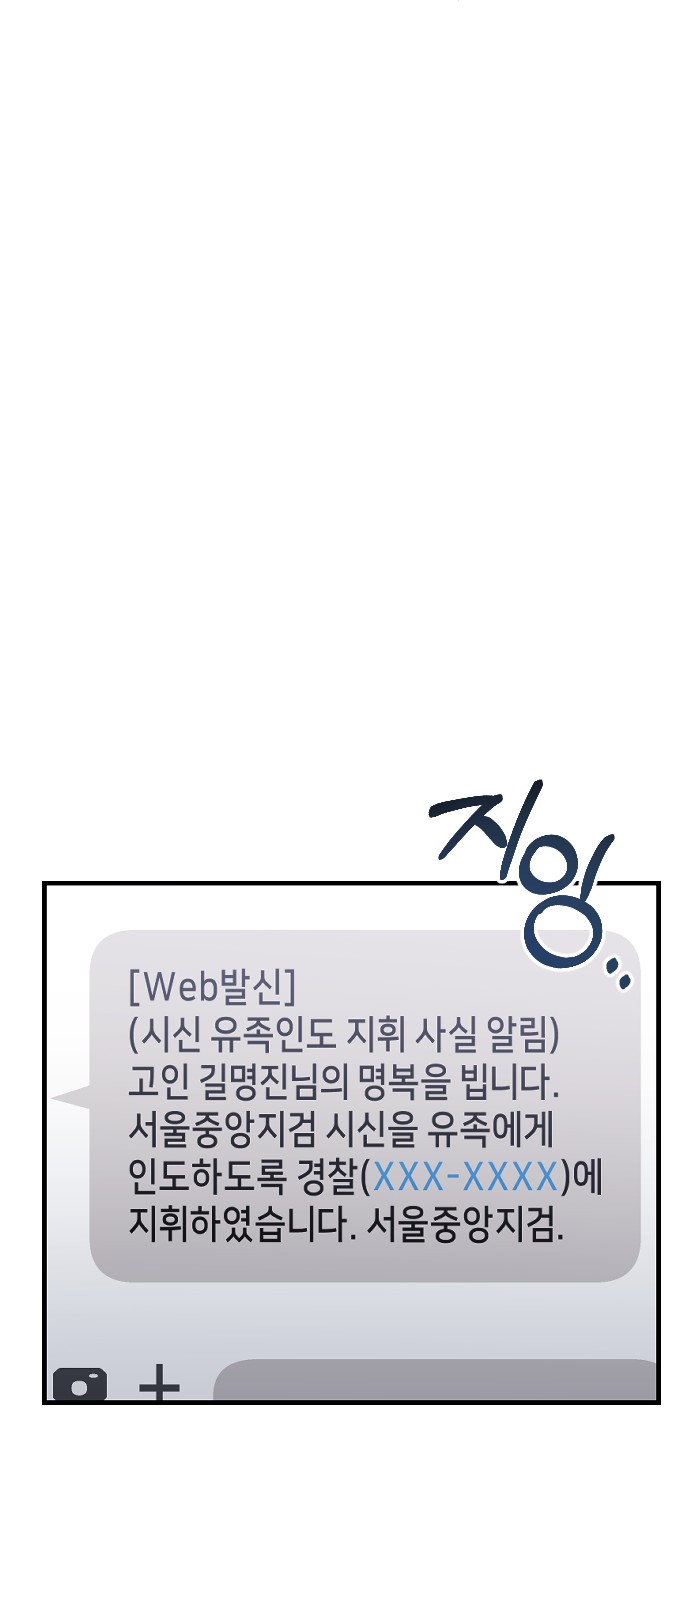 지잉
[Web발신]
(시신 유족인도 지휘 사실 알림)
고인 길명진님의 명복을 빕니다.
서울중앙지검 시신을 유족에게
인도하도록 경찰(XXX-XXXX)에
지휘하였습니다. 서울중앙지검.